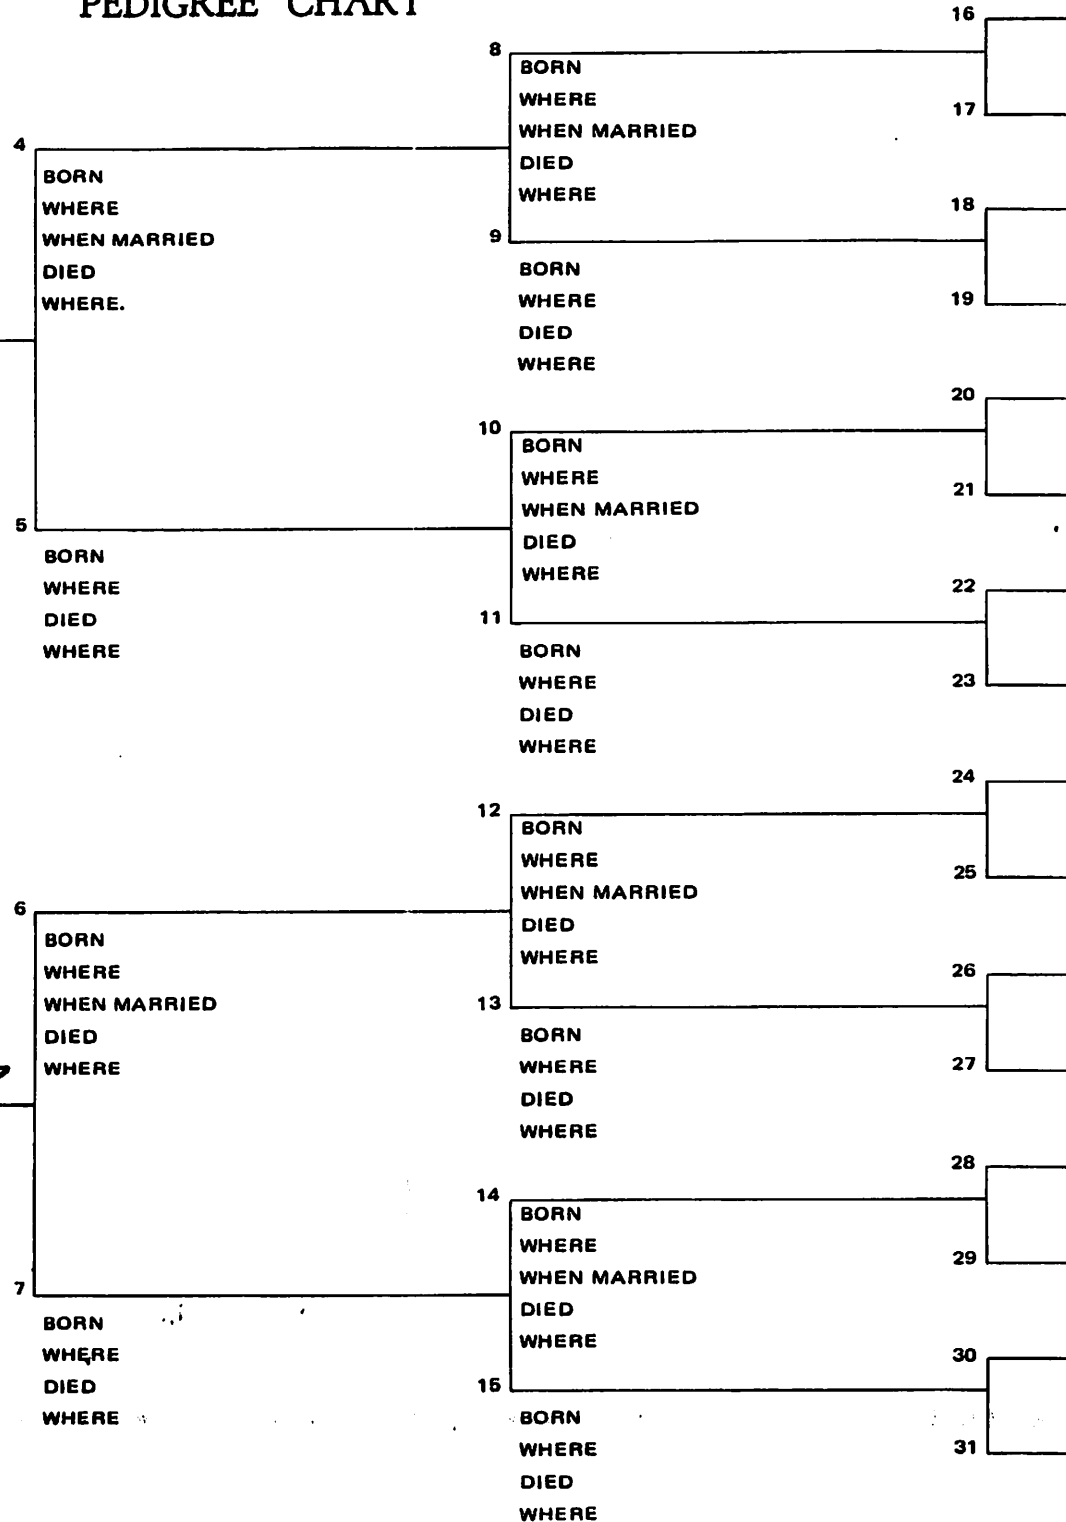 PEDIGREE CHART
4
BORN
WHERE
WHEN MARRIED
DIED
WHERE.
5
BORN
WHERE
DIED
WHERE
6
BORN
WHERE
WHEN MARRIED
DIED
WHERE
7
BORN
WHERE
DIED
WHERE
8
BORN
WHERE
WHEN MARRIED
DIED
WHERE
9
BORN
WHERE
DIED
WHERE
10
BORN
WHERE
WHEN MARRIED
DIED
WHERE
11
BORN
WHERE
DIED
WHERE
12
BORN
WHERE
WHEN MARRIED
DIED
WHERE
13
BORN
WHERE
DIED
WHERE
14
BORN
WHERE
WHEN MARRIED
DIED
WHERE
15
BORN
WHERE
DIED
WHERE
16
17
18
19
20
21
22
23
24
25
26
27
28
29
30
31